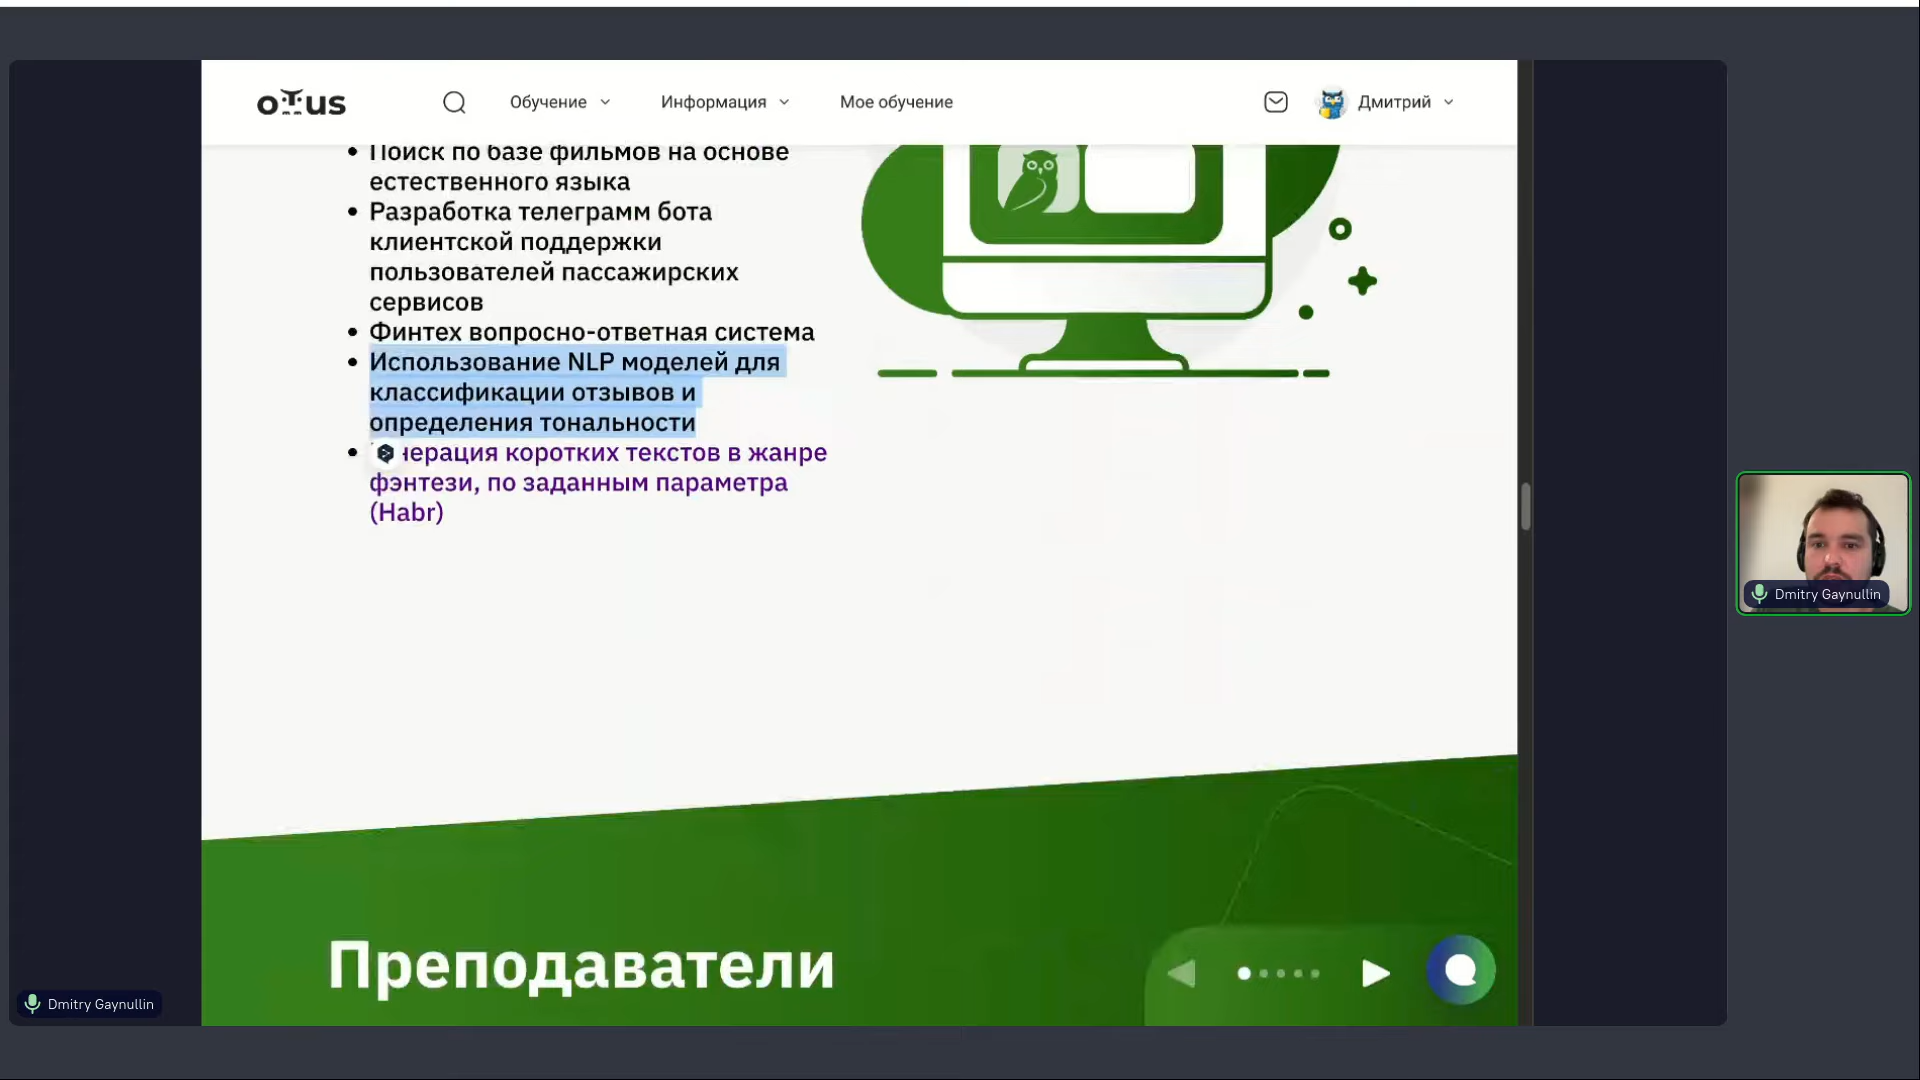 otus
Обучение
Информация
Мое обучение
Дмитрий
Поиск по базе фильмов на основе
естественного языка
Разработка телеграмм бота
клиентской поддержки
пользователей пассажирских
сервисов
Финтех вопросно-ответная система
Использование NLP моделей для
классификации отзывов и
определения тональности
нерация коротких текстов в жанре
фэнтези, по заданным параметра
(Habr)
Преподаватели
Dmitry Gaynullin
Dmitry Gaynullin